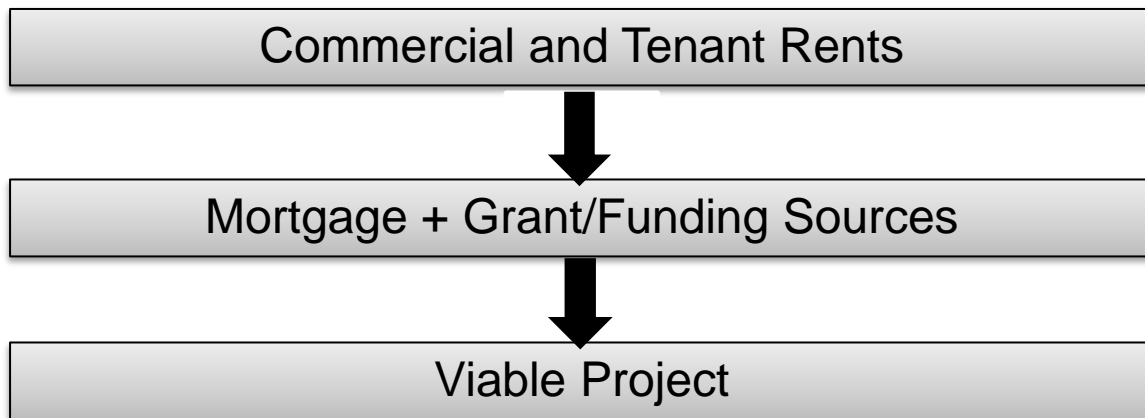 Commercial and Tenant Rents
Mortgage + Grant/Funding Sources
Viable Project